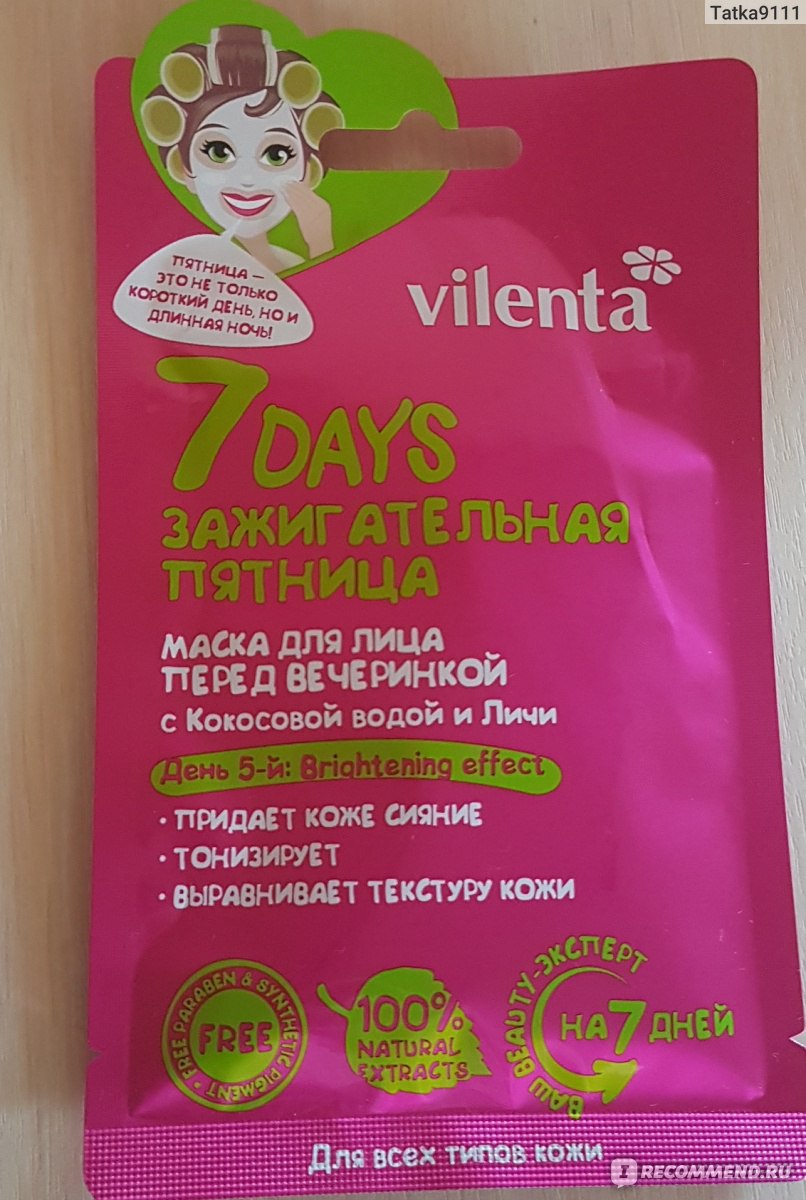 Tatka9111
ПЯТНИЦА –
ЭТО НЕ ТОЛЬКО
КОРОТКИЙ ДЕНЬ, НО И
ДЛИННАЯ НОЧЬ!
vilenta
7 DAYS
ЗАЖИГАТЕЛЬНАЯ
ПЯТНИЦА
МАСКА ДЛЯ ЛИЦА
ПЕРЕД ВЕЧЕРИНКОЙ
с Кокосовой водой и Личи
День 5-й: Brightening effect
• ПРИДАЕТ КОЖЕ СИЯНИЕ
• ТОНИЗИРУЕТ
• ВЫРАВНИВАЕТ ТЕКСТУРУ КОЖИ
• FREE PARABEN & SYNTHETIC PIGMENT
FREE
100%
NATURAL
EXTRACTS
ВАШ BEAUTY-ЭКСПЕРТ
НА 7 ДНЕЙ
Для всех типов кожи
IRECOMMEND.RU